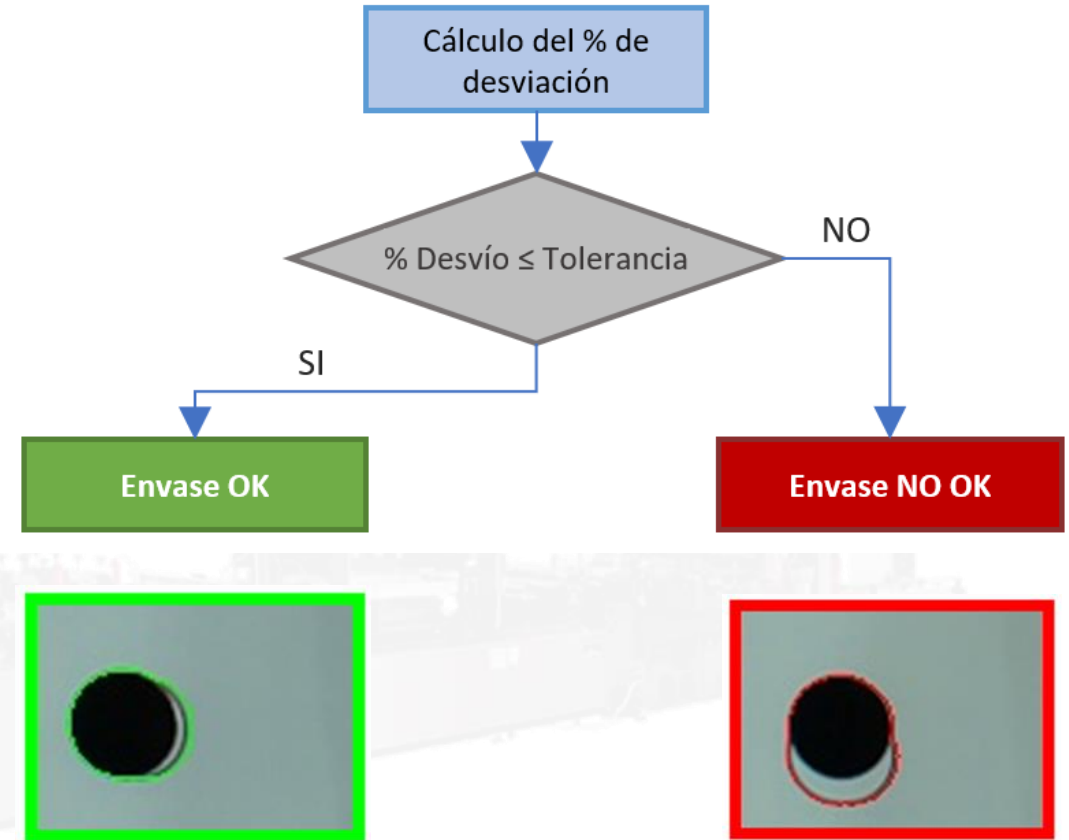 Cálculo del % de
desviación
% Desvío ≤ Tolerancia
NO
SI
Envase OK
Envase NO OK